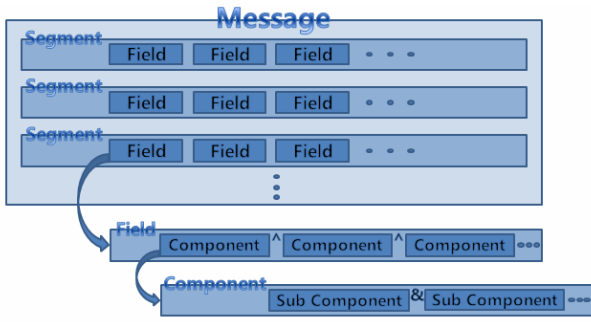 Message
Segment
Field Field Field
Segment
Field Field Field
Segment
Field Field Field
Field
Component ^ Component ^ Component
Component
Sub Component & Sub Component